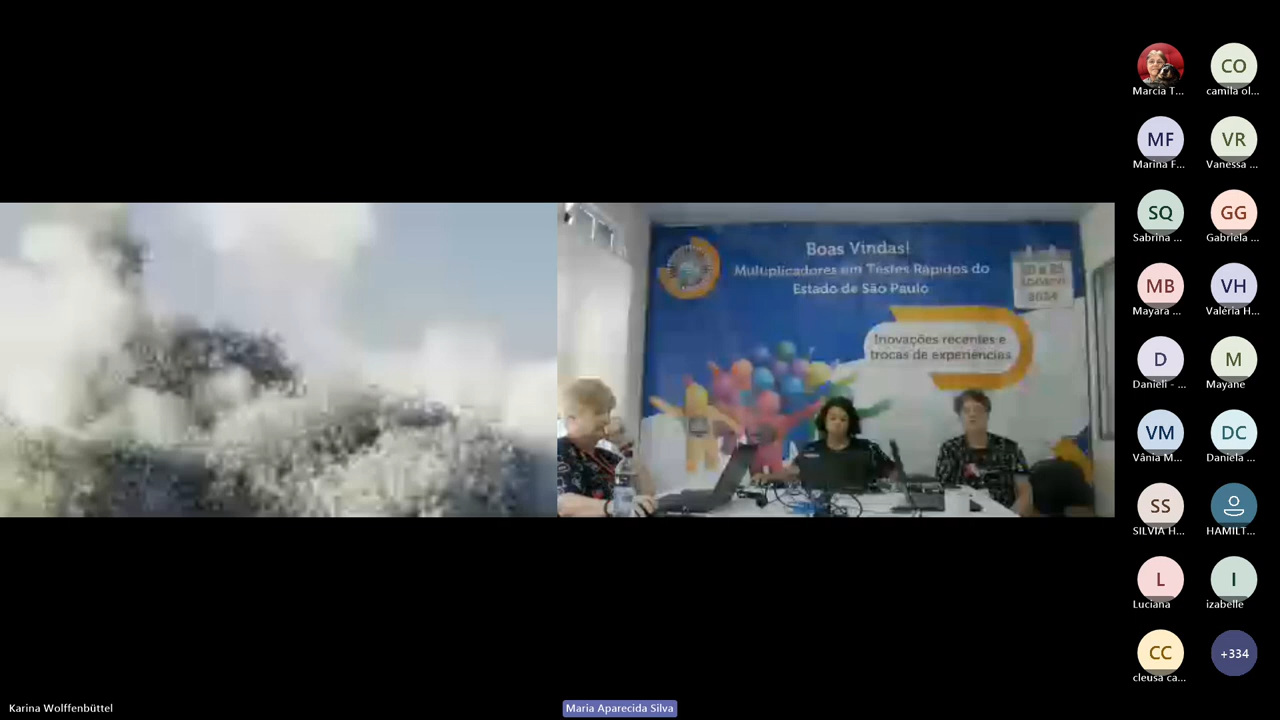 Marcia T...
CO
camila ol...
MF
Marina F...
VR
Vanessa ...
SQ
Sabrina ...
GG
Gabriela ...
MB
Mayara ...
VH
Valéria H...
D
Danieli - ...
M
Mayane
VM
Vânia M...
DC
Daniela ...
SS
SILVIA H...
HAMILT...
L
Luciana
I
izabelle
CC
cleusa ca...
+334
Boas Vindas!
Multiplicadores em Testes Rápidos do
Estado de São Paulo
2024
Inovações recentes e
trocas de experiências
Karina Wolffenbüttel
Maria Aparecida Silva